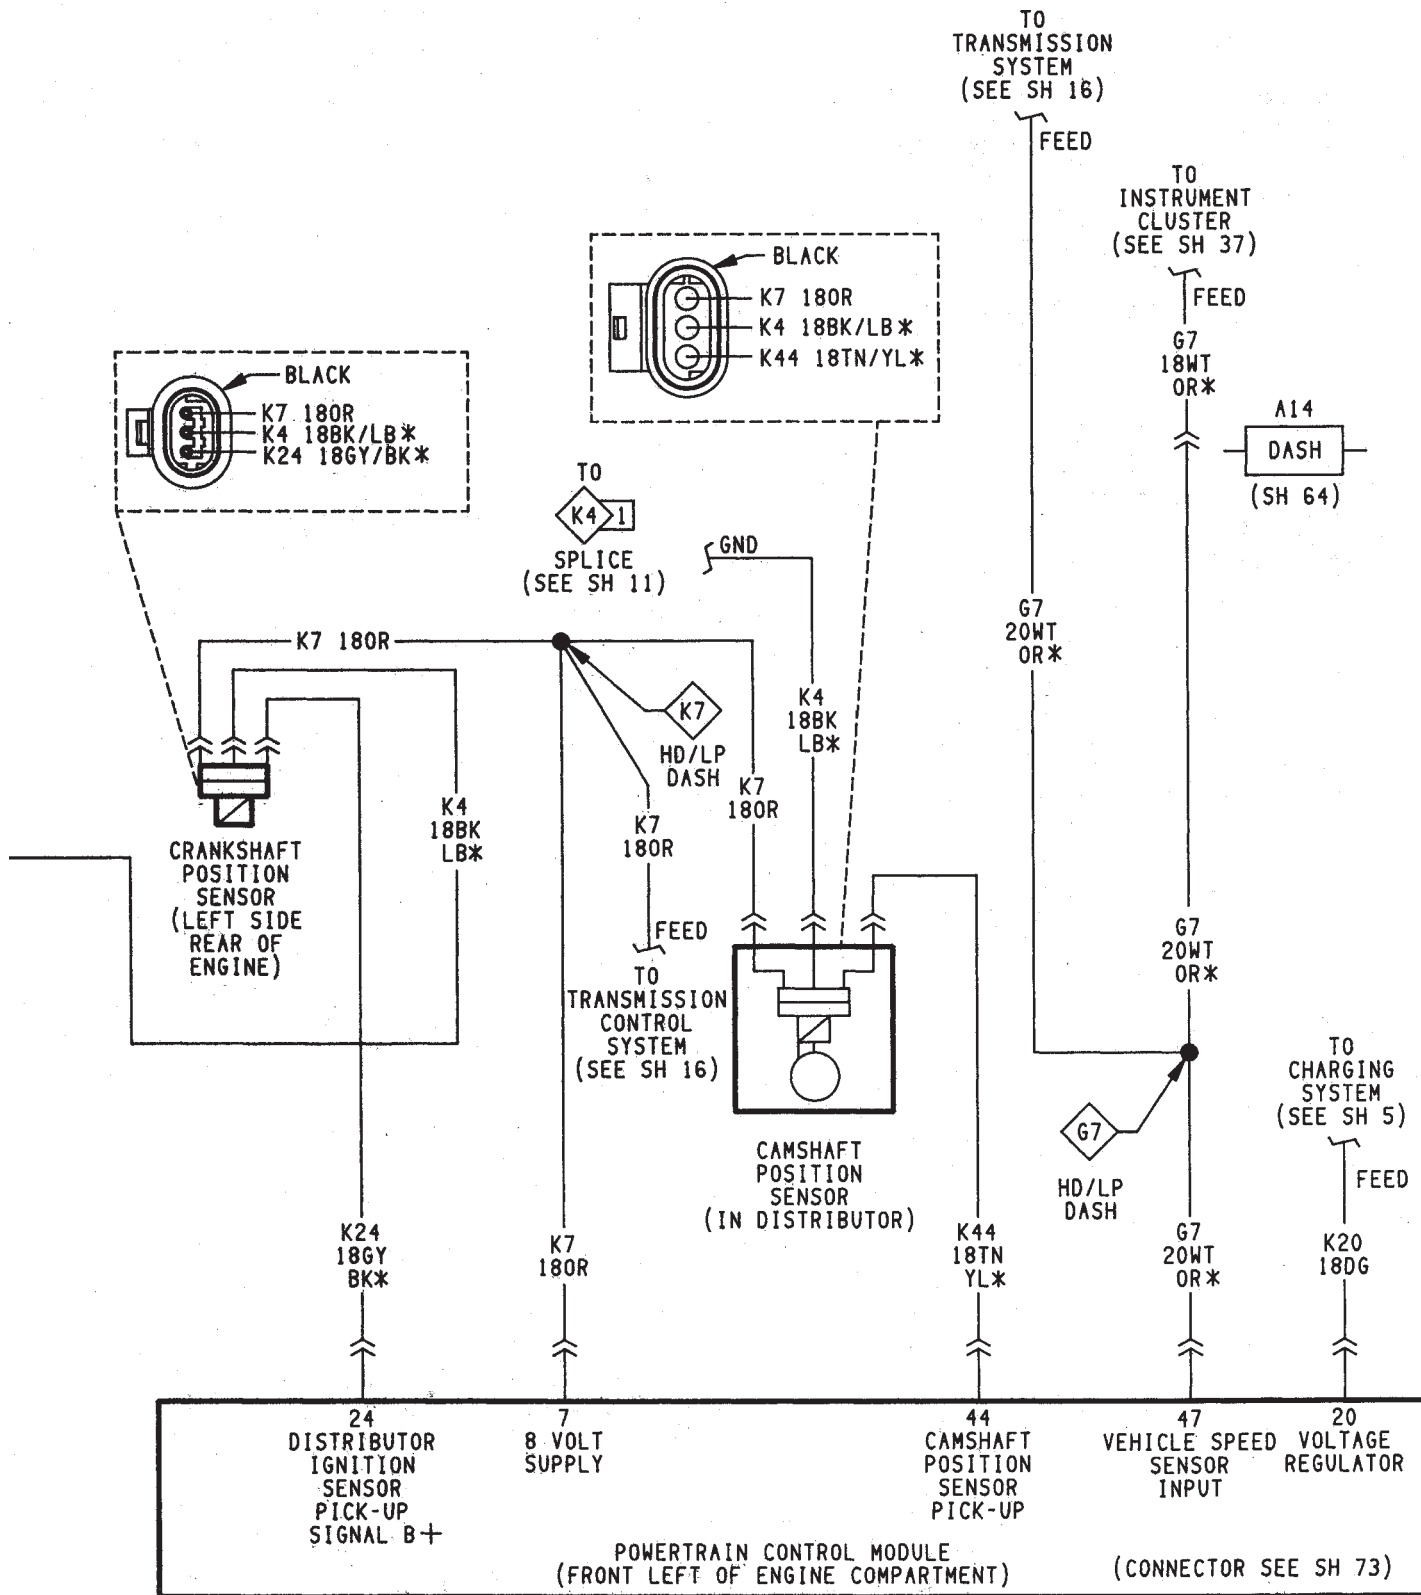 TO
TRANSMISSION
SYSTEM
(SEE SH 16)
FEED
TO
INSTRUMENT
CLUSTER
(SEE SH 37)
FEED
G7
18WT
OR*
A14
DASH
(SH 64)
BLACK
K7 18OR
K4 18BK/LB*
K44 18TN/YL*
BLACK
K7 18OR
K4 18BK/LB*
K24 18GY/BK*
TO
K4 1
SPLICE
(SEE SH 11)
GND
K7 18OR
K7
HD/LP
DASH
K4
18BK
LB*
G7
20WT
OR*
K7
18OR
K7
18OR
K4
18BK
LB*
CRANKSHAFT
POSITION
SENSOR
(LEFT SIDE
REAR OF
ENGINE)
FEED
TO
TRANSMISSION
CONTROL
SYSTEM
(SEE SH 16)
G7
20WT
OR*
CAMSHAFT
POSITION
SENSOR
(IN DISTRIBUTOR)
G7
HD/LP
DASH
TO
CHARGING
SYSTEM
(SEE SH 5)
FEED
K24
18GY
BK*
K7
18OR
K44
18TN
YL*
G7
20WT
OR*
K20
18DG
24
DISTRIBUTOR
IGNITION
SENSOR
PICK-UP
SIGNAL B+
7
8 VOLT
SUPPLY
44
CAMSHAFT
POSITION
SENSOR
PICK-UP
47
VEHICLE SPEED
SENSOR
INPUT
20
VOLTAGE
REGULATOR
POWERTRAIN CONTROL MODULE
(FRONT LEFT OF ENGINE COMPARTMENT)
(CONNECTOR SEE SH 73)